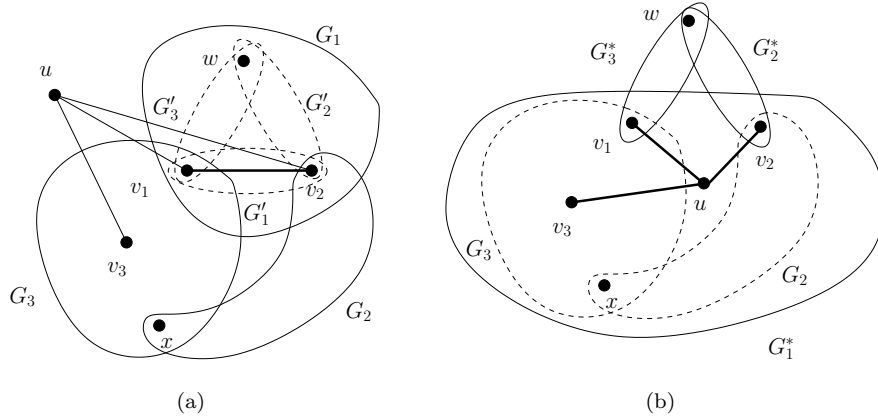 G₁
w
u
G′₃
G′₂
v₁
v₂
G′₁
v₃
G₃
G₂
x
(a)
w
G*₃
G*₂
v₁
v₂
u
v₃
G₃
G₂
x
G*₁
(b)